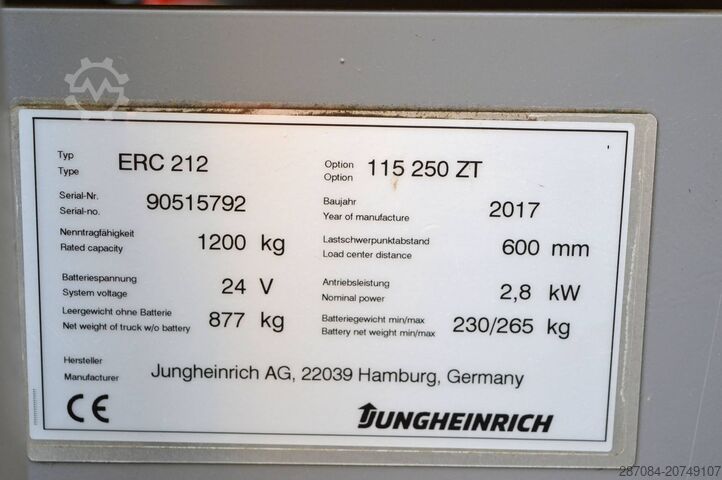 Typ
Type
ERC 212
Option
Option
115 250 ZT
Serial-Nr.
Serial-no.
90515792
Baujahr
Year of manufacture
2017
Nenntragfähigkeit
Rated capacity
1200 kg
Lastschwerpunktabstand
Load center distance
600 mm
Batteriespannung
System voltage
24 V
Antriebsleistung
Nominal power
2,8 kW
Leergewicht ohne Batterie
Net weight of truck w/o battery
877 kg
Batteriegewicht min/max
Battery net weight min/max
230/265 kg
Hersteller
Manufacturer
Jungheinrich AG, 22039 Hamburg, Germany
CE
JUNGHEINRICH
287084-20749107